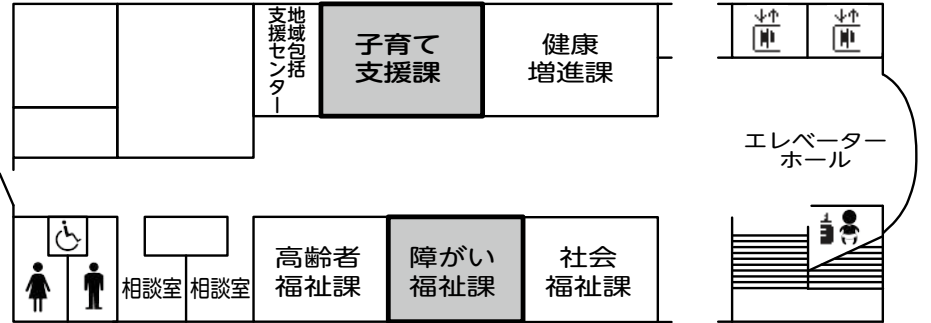 地域包括
支援センター
子育て
支援課
健康
増進課
エレベーター
ホール
相談室
相談室
高齢者
福祉課
障がい
福祉課
社会
福祉課